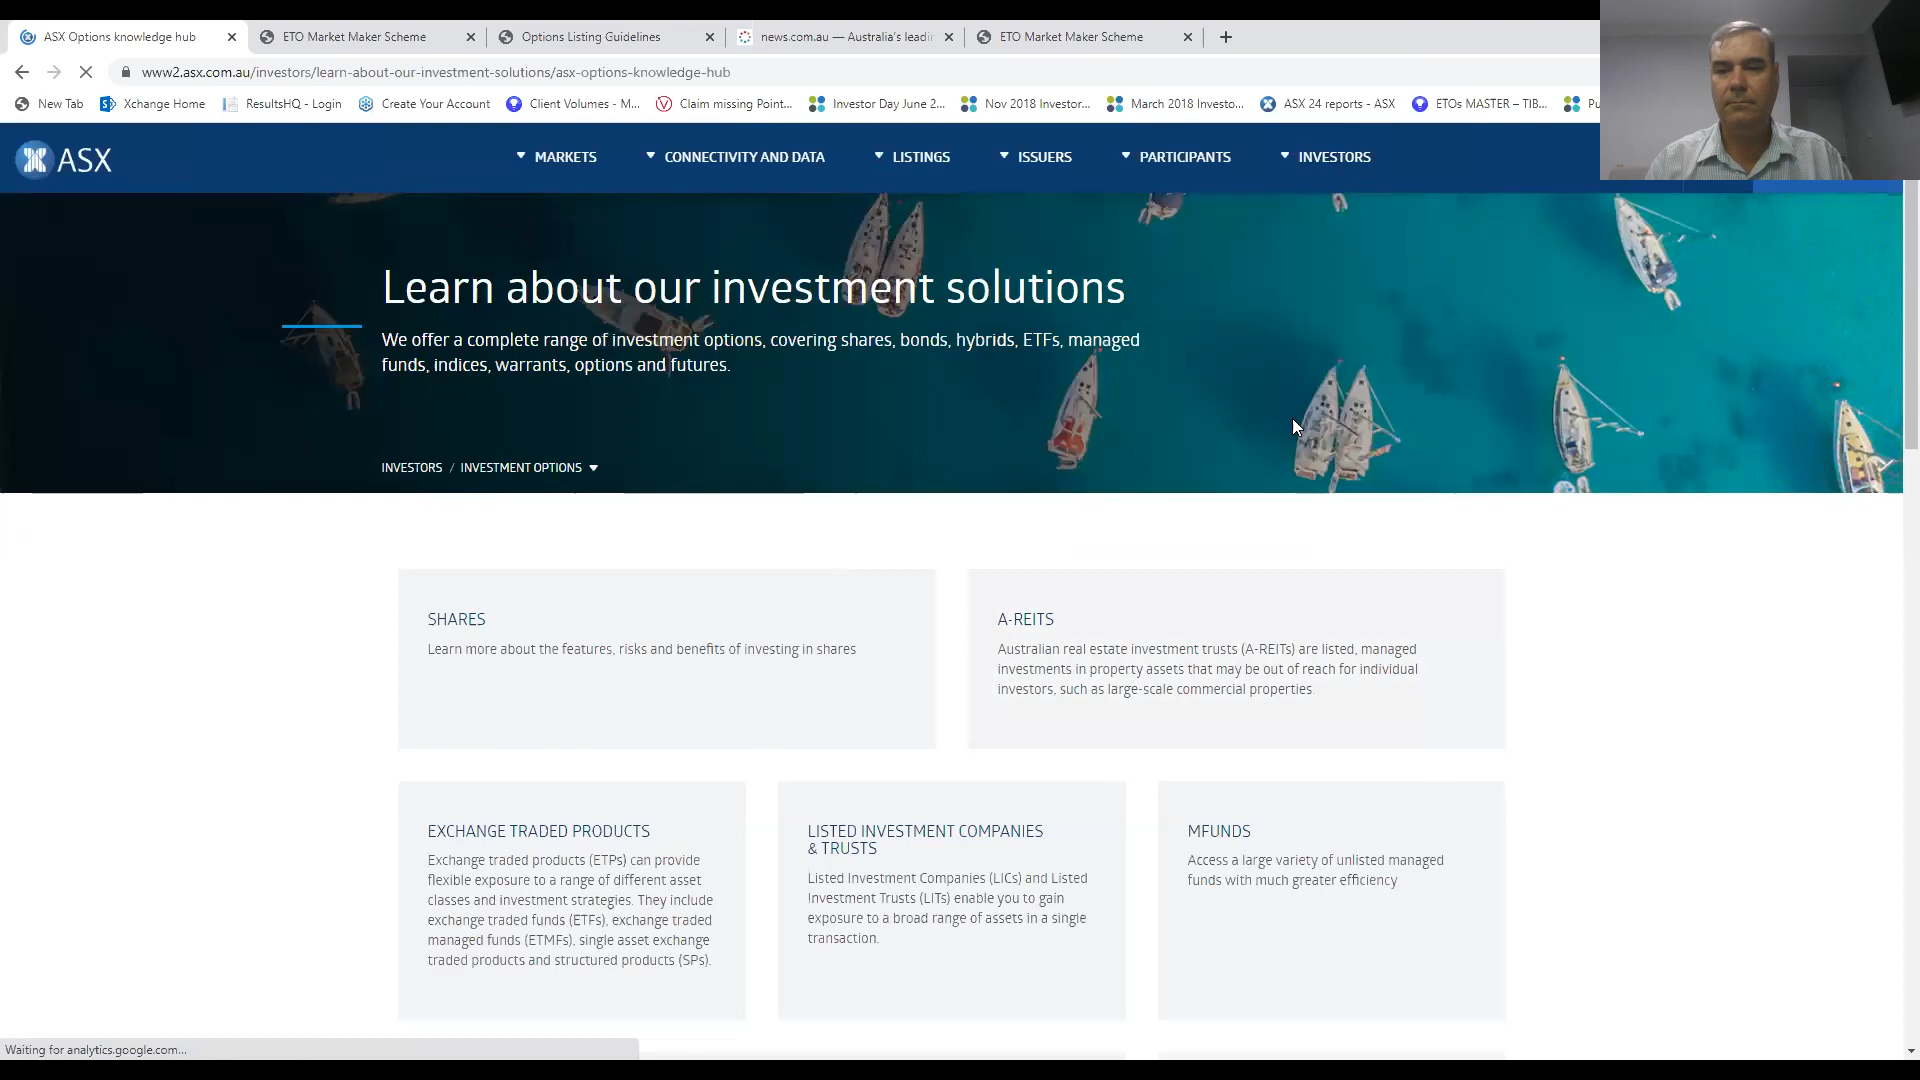 ASX Options knowledge hub
ETO Market Maker Scheme
Options Listing Guidelines
news.com.au — Australia's leadi
ETO Market Maker Scheme
www2.asx.com.au/investors/learn-about-our-investment-solutions/asx-options-knowledge-hub
New Tab
Xchange Home
ResultsHQ - Login
Create Your Account
Client Volumes - M...
Claim missing Point...
Investor Day June 2...
Nov 2018 Investor...
March 2018 Investo...
ASX 24 reports - ASX
ETOs MASTER – TIB...
Pu
ASX
MARKETS
CONNECTIVITY AND DATA
LISTINGS
ISSUERS
PARTICIPANTS
INVESTORS
Learn about our investment solutions
We offer a complete range of investment options, covering shares, bonds, hybrids, ETFs, managed
funds, indices, warrants, options and futures.
INVESTORS / INVESTMENT OPTIONS
SHARES
Learn more about the features, risks and benefits of investing in shares
A-REITS
Australian real estate investment trusts (A-REITs) are listed, managed
investments in property assets that may be out of reach for individual
investors, such as large-scale commercial properties.
EXCHANGE TRADED PRODUCTS
Exchange traded products (ETPs) can provide
flexible exposure to a range of different asset
classes and investment strategies. They include
exchange traded funds (ETFs), exchange traded
managed funds (ETMFs), single asset exchange
traded products and structured products (SPs).
LISTED INVESTMENT COMPANIES
& TRUSTS
Listed Investment Companies (LICs) and Listed
Investment Trusts (LITs) enable you to gain
exposure to a broad range of assets in a single
transaction.
MFUNDS
Access a large variety of unlisted managed
funds with much greater efficiency
Waiting for analytics.google.com...